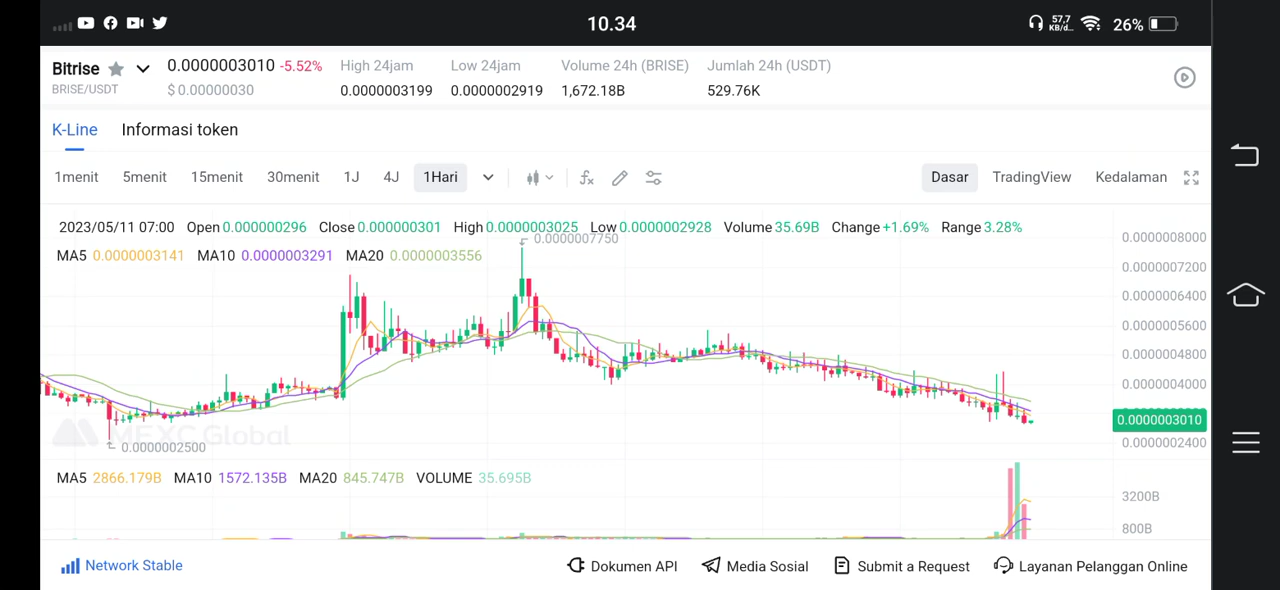 10.34
57,7 KB/d...
26%
Bitrise 0.0000003010 -5.52% High 24jam Low 24jam Volume 24h (BRISE) Jumlah 24h (USDT)
BRISE/USDT $ 0.00000030 0.0000003199 0.0000002919 1,672.18B 529.76K
K-Line Informasi token
1menit 5menit 15menit 30menit 1J 4J 1Hari Dasar TradingView Kedalaman
2023/05/11 07:00 Open 0.000000296 Close 0.000000301 High 0.0000003025 Low 0.0000002928 Volume 35.69B Change +1.69% Range 3.28%
0.0000007750
0.0000008000
MA5 0.0000003141 MA10 0.0000003291 MA20 0.0000003556
0.0000007200
0.0000006400
0.0000005600
0.0000004800
0.0000004000
0.0000003010
MEXC Global
0.0000002500
0.0000002400
MA5 2866.179B MA10 1572.135B MA20 845.747B VOLUME 35.695B
3200B
800B
Network Stable Dokumen API Media Sosial Submit a Request Layanan Pelanggan Online